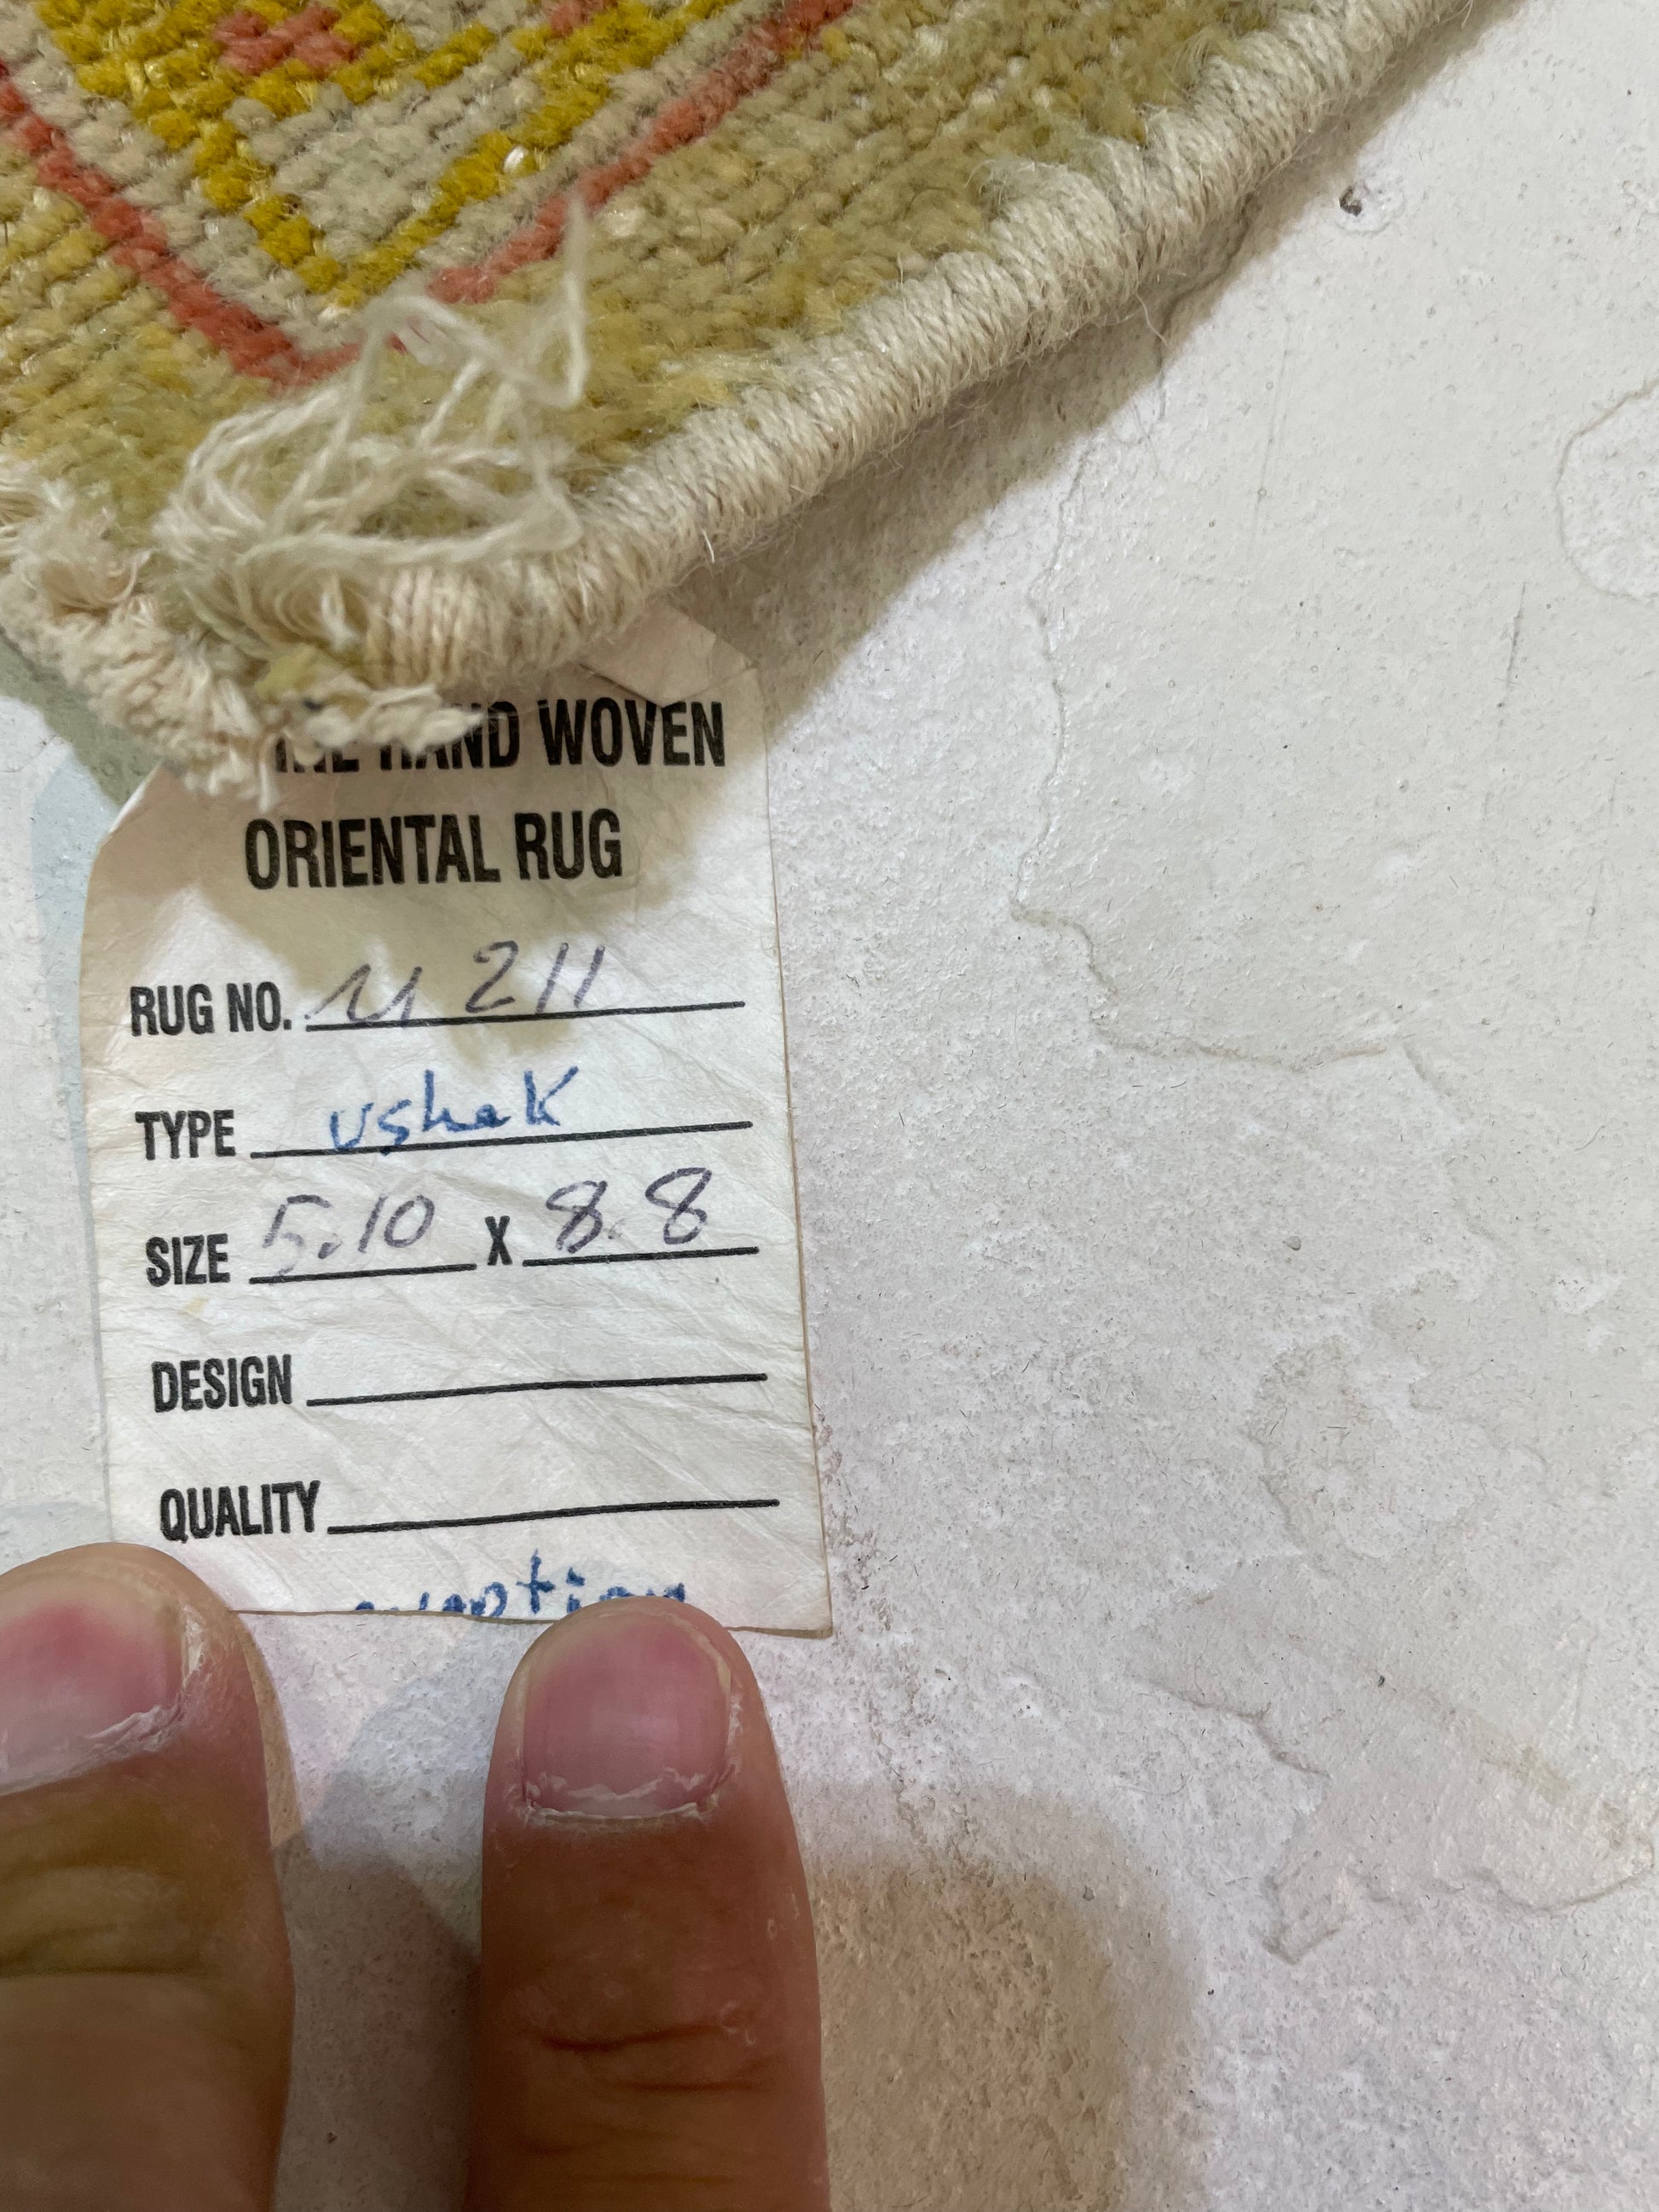 HAND WOVEN
ORIENTAL RUG
RUG NO. U 211
TYPE Ushak
SIZE 5.10 X 8.8
DESIGN
QUALITY